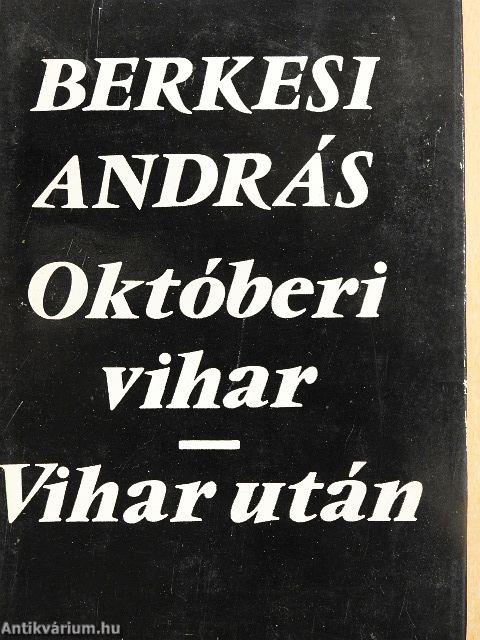 BERKESI
ANDRÁS
Októberi
vihar
—
Vihar után
Antikvárium.hu